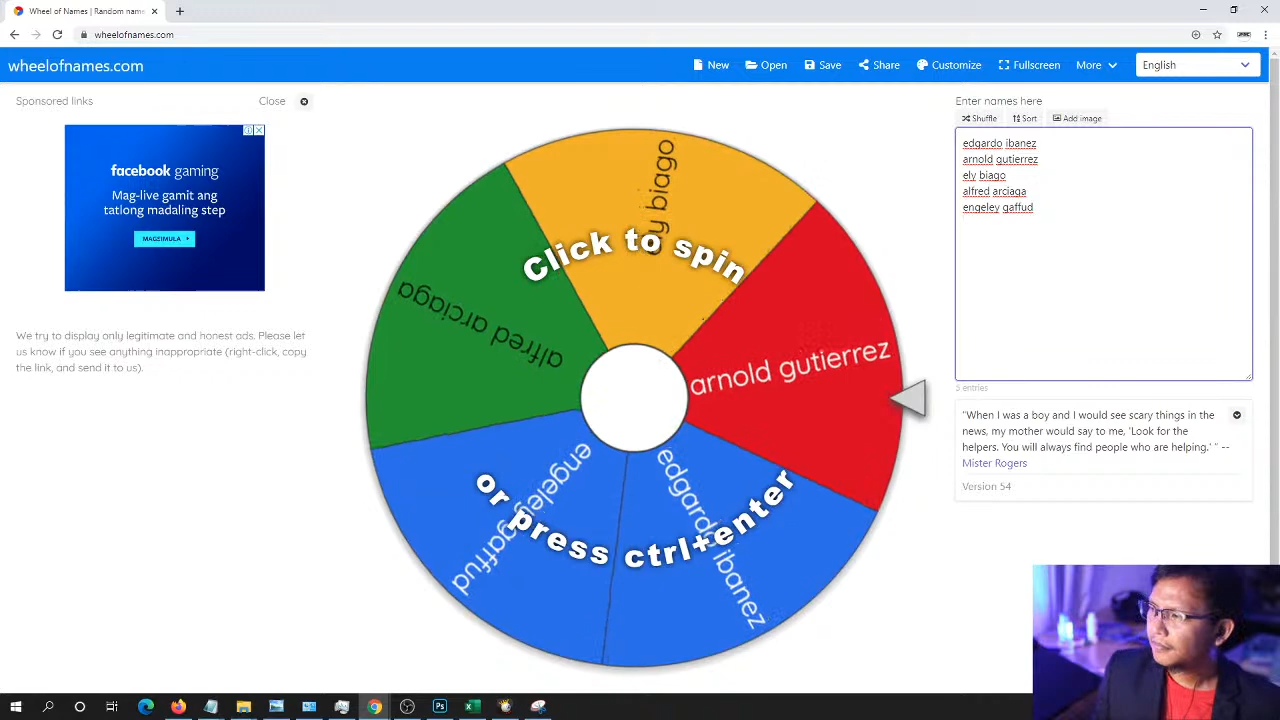 Wheel of Names | Random name
wheelofnames.com
wheelofnames.com
New
Open
Save
Share
Customize
Fullscreen
More
English
Sponsored links
Close
Enter names here
Shuffle
Sort
Add image
facebook gaming
Mag-live gamit ang
tatlong madaling step
MAGSIMULA
We try to display only legitimate and honest ads. Please let
us know if you see anything inappropriate (right-click, copy
the link, and send it to us).
edgardo ibanez
arnold gutierrez
ely biago
alfred arciaga
engeley gaffud
5 entries
ely biago
Click to spin
alfred arciaga
arnold gutierrez
engeley gaffud
edgardo ibanez
or press ctrl+enter
"When I was a boy and I would see scary things in the
news, my mother would say to me, 'Look for the
helpers. You will always find people who are helping.' " --
Mister Rogers
Version 54